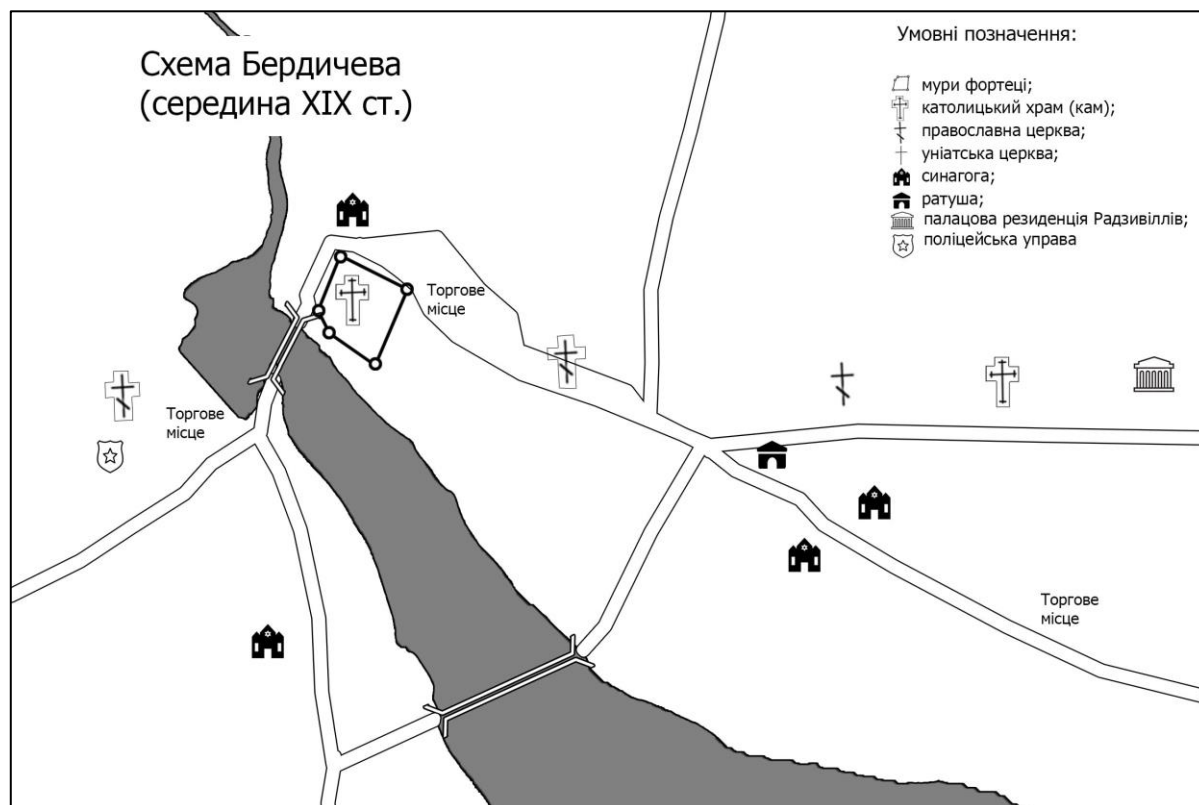 Схема Бердичева
(середина XIX ст.)
Умовні позначення:
мури фортеці;
католицький храм (кам);
православна церква;
уніатська церква;
синагога;
ратуша;
палацова резиденція Радзивіллів;
поліцейська управа
Торгове
місце
Торгове
місце
Торгове
місце